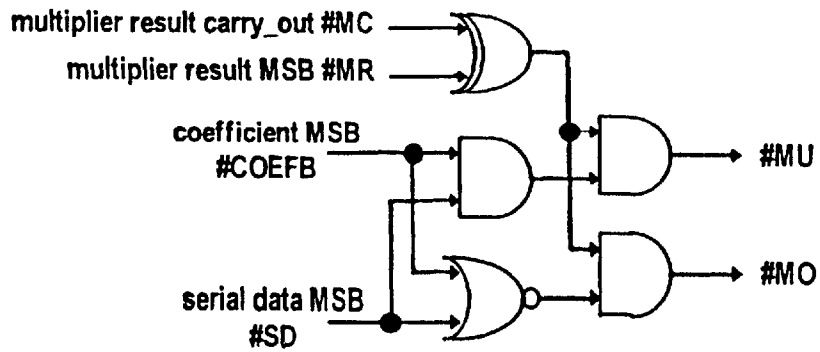 multiplier result carry_out #MC
multiplier result MSB #MR
coefficient MSB
#COEFB
#MU
serial data MSB
#SD
#MO